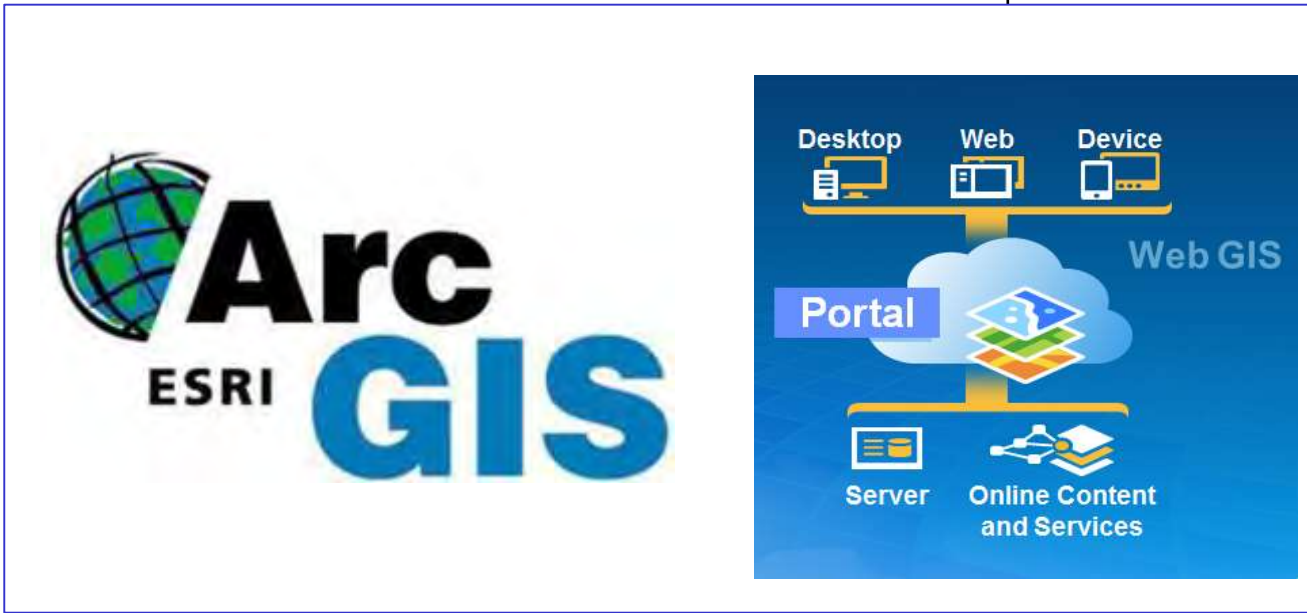 Arc
ESRI GIS
Desktop Web Device
Web GIS
Portal
Server Online Content
and Services